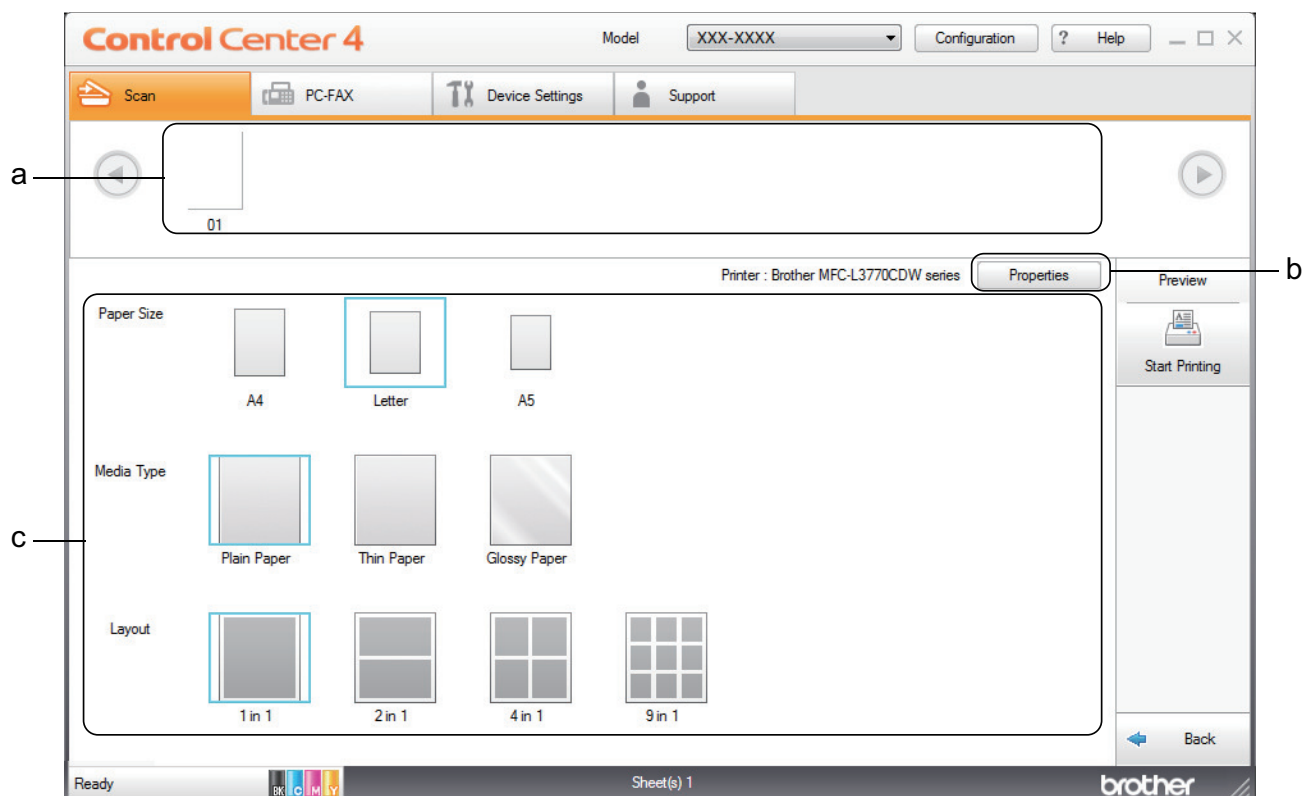 Control Center 4 Model XXX-XXXX Configuration ? Help
Scan PC-FAX Device Settings Support
a
01
Printer : Brother MFC-L3770CDW series Properties b
Preview
Start Printing
Paper Size
A4 Letter A5
Media Type
c
Plain Paper Thin Paper Glossy Paper
Layout
1 in 1 2 in 1 4 in 1 9 in 1
Back
Ready BK C M Y Sheet(s) 1 brother